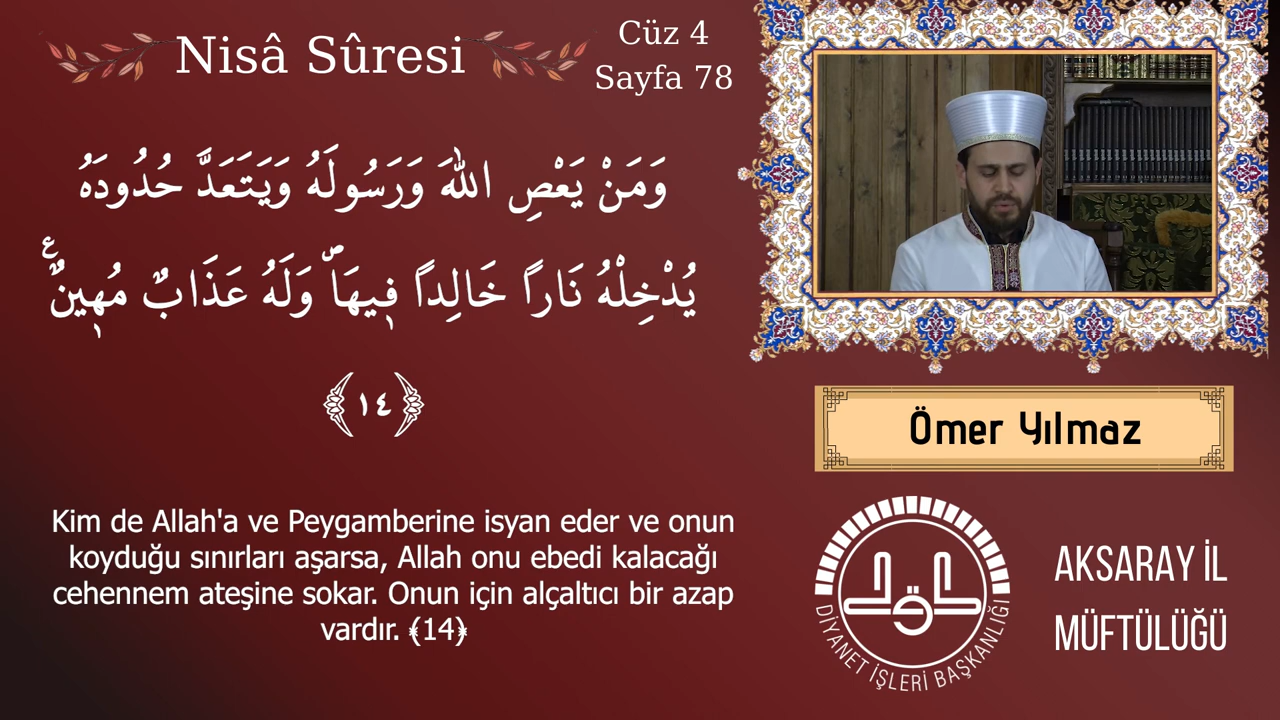 Nisâ Sûresi
Cüz 4
Sayfa 78
وَمَنْ يَعْصِ اللّٰهَ وَرَسُولَهُ وَيَتَعَدَّ حُدُودَهُ
يُدْخِلْهُ نَاراً خَالِداً ف۪يهَاۖ وَلَهُ عَذَابٌ مُه۪ينٌ۟ ع
﴿١٤﴾
Kim de Allah'a ve Peygamberine isyan eder ve onun
koyduğu sınırları aşarsa, Allah onu ebedi kalacağı
cehennem ateşine sokar. Onun için alçaltıcı bir azap
vardır. ﴾14﴿
Ömer Yılmaz
DİYANET İŞLERİ BAŞKANLIĞI
AKSARAY İL
MÜFTÜLÜĞÜ